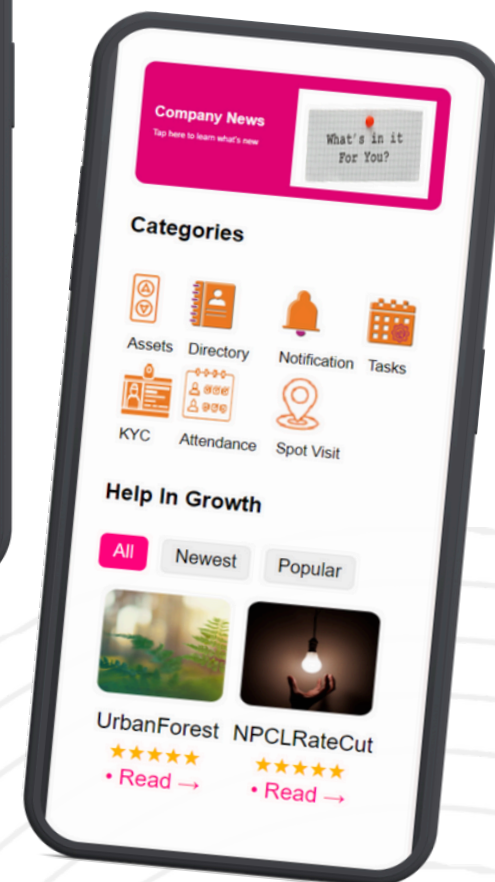 Company News
Tap here to learn what's new
What's in it
For You?
Categories
Assets Directory Notification Tasks
KYC Attendance Spot Visit
Help In Growth
All Newest Popular
UrbanForest NPCLRateCut
★★★★★ ★★★★★
• Read → • Read →